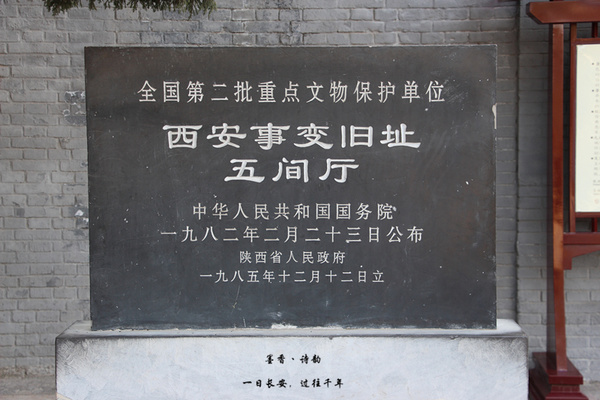 全国第二批重点文物保护单位
西安事变旧址
五间厅
中华人民共和国国务院
一九八二年二月二十三日公布
陕西省人民政府
一九八五年十二月十二日立
墨香·诗韵
一日长安，过往千年